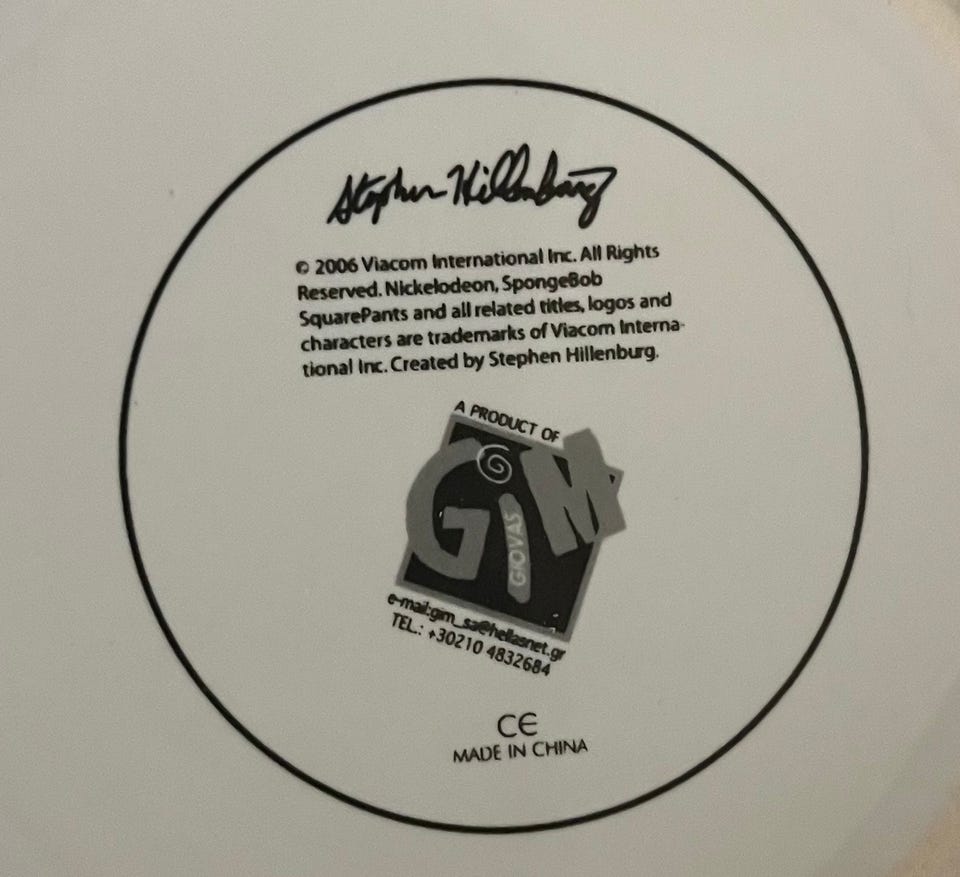 Stephen Hillenburg
© 2006 Viacom International Inc. All Rights
Reserved. Nickelodeon, SpongeBob
SquarePants and all related titles, logos and
characters are trademarks of Viacom Interna-
tional Inc. Created by Stephen Hillenburg.
A PRODUCT OF
GiM
GIOVAS
e-mail:gim_sa@hellasnet.gr
TEL.: +30210 4832684
CE
MADE IN CHINA